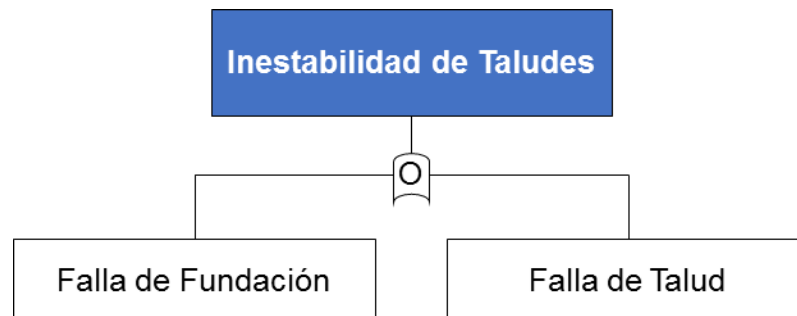 Inestabilidad de Taludes
O
Falla de Fundación
Falla de Talud